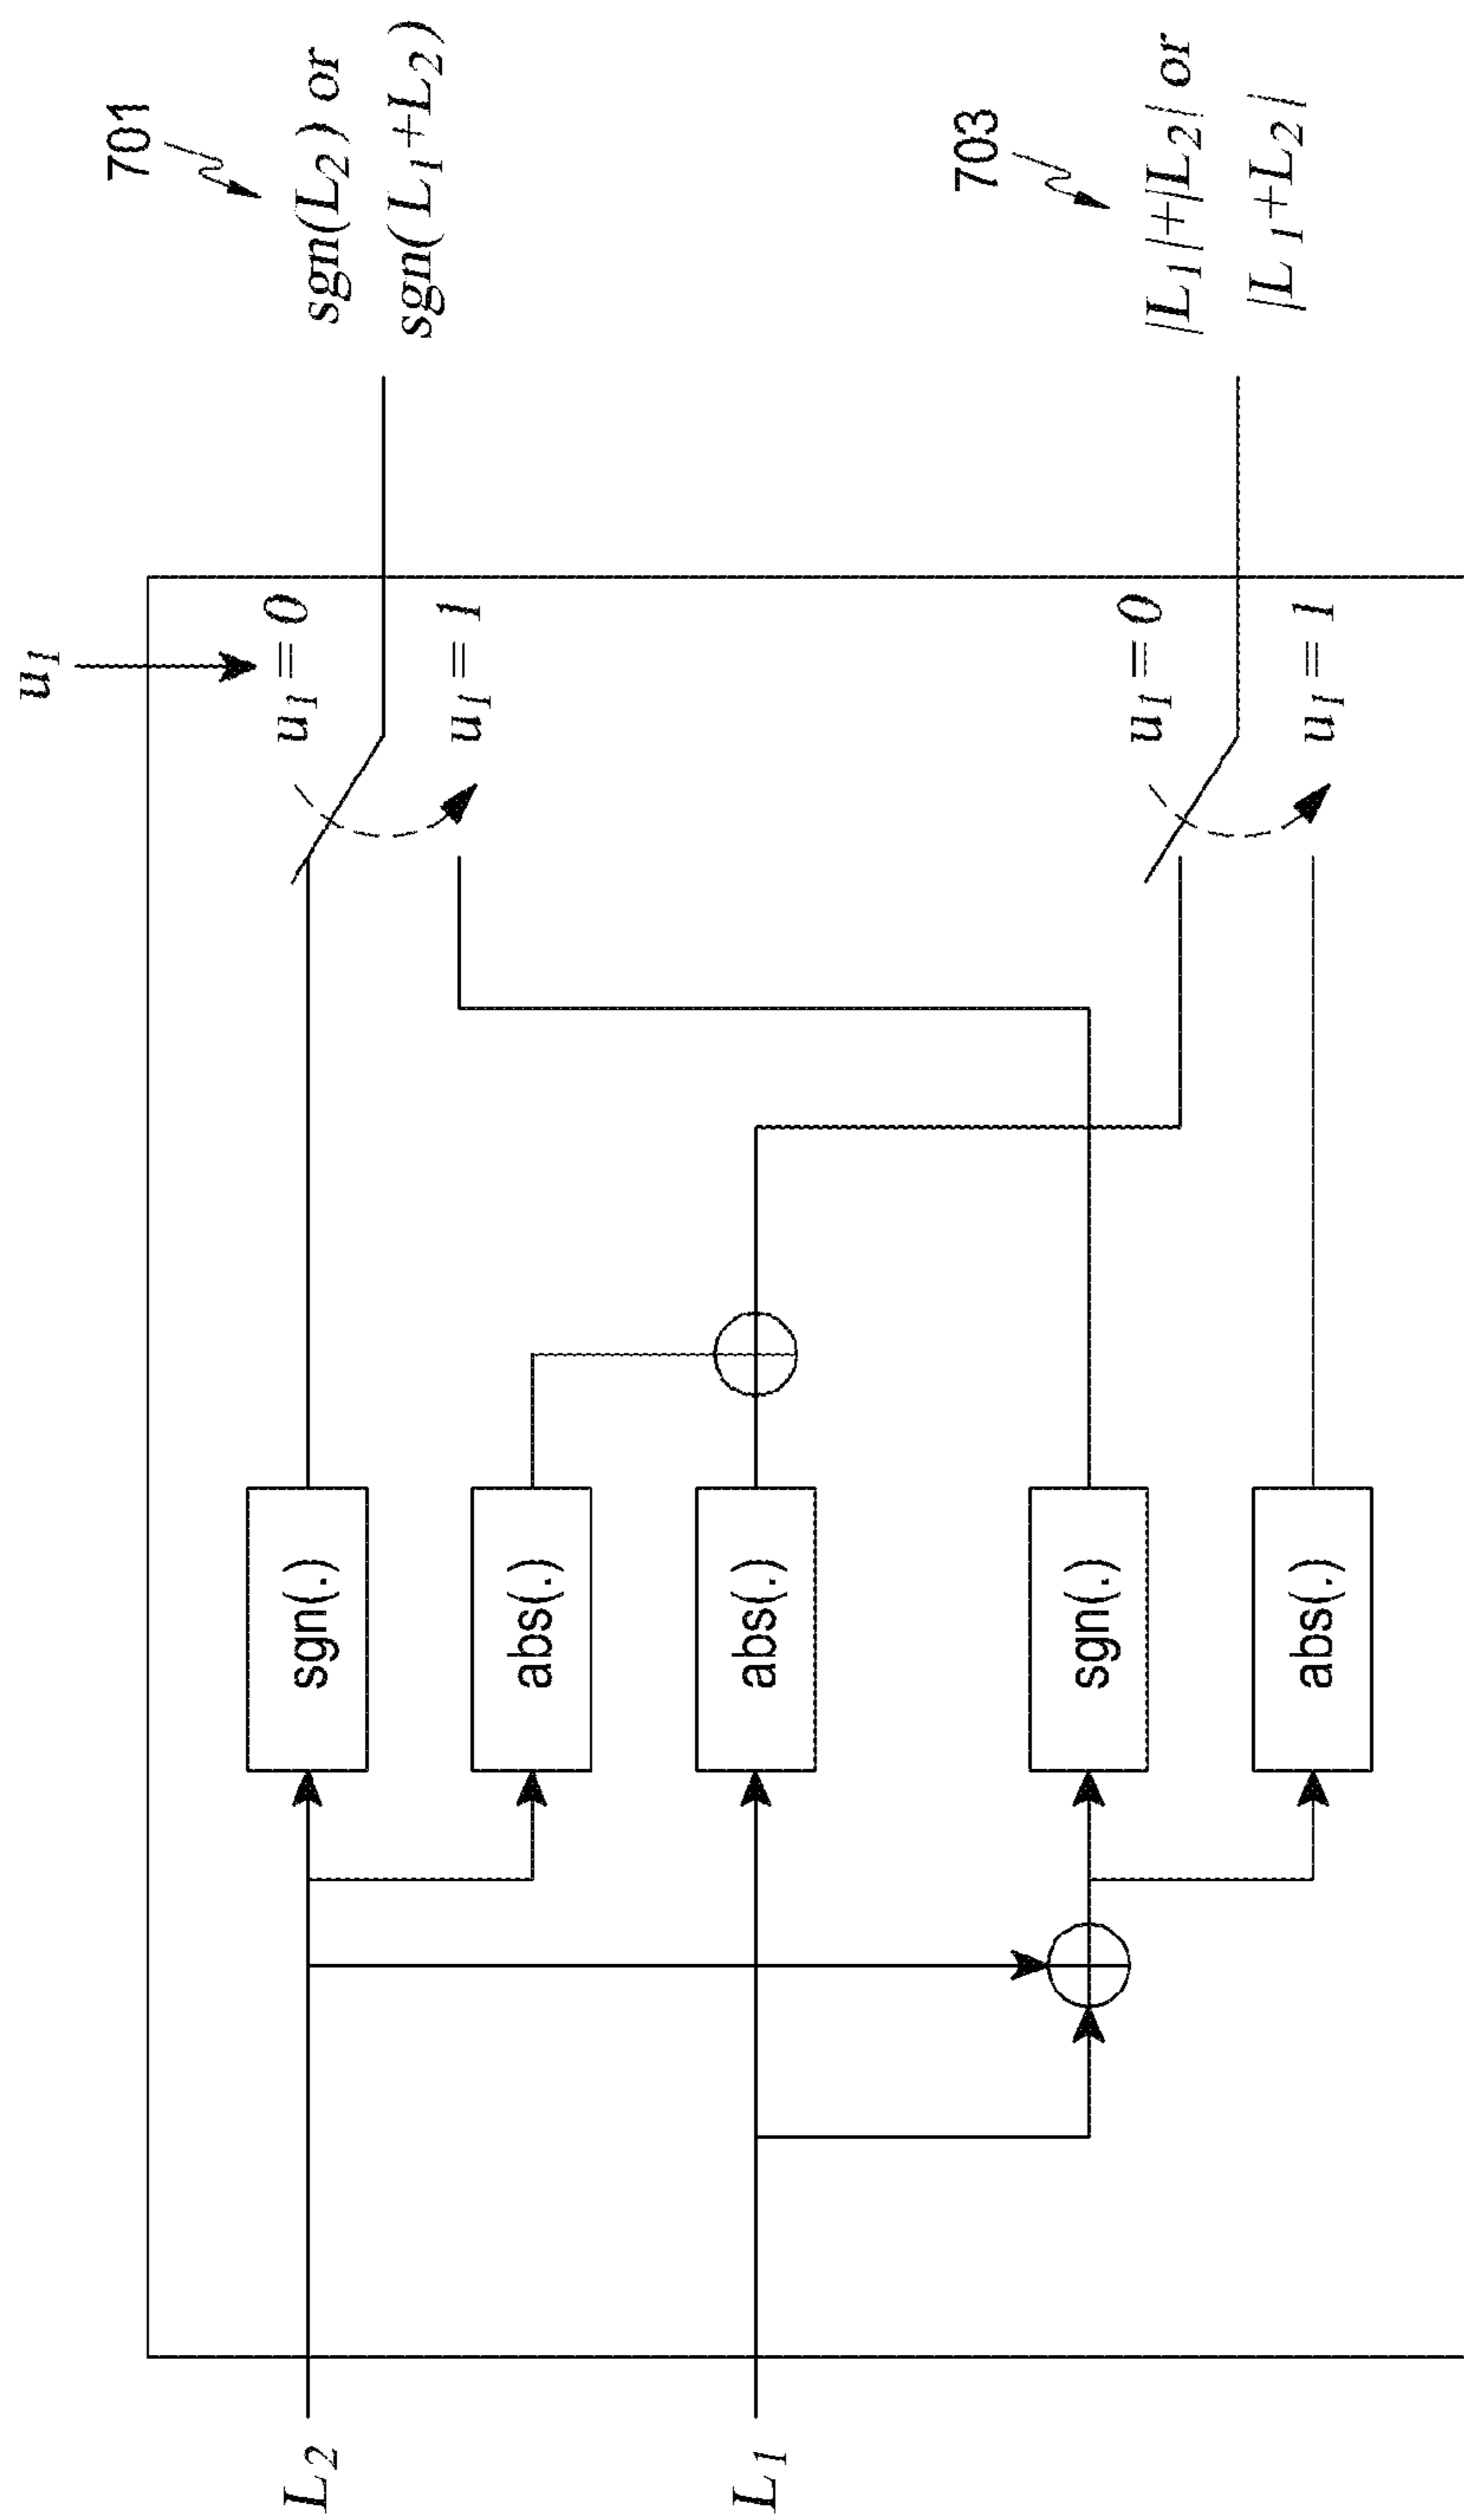 701
sgn(L2) or
sgn(L1+L2)
703
|L1|+|L2| or
|L1+L2|
u1
u1=0
u1=1
u1=0
u1=1
sgn(.)
abs(.)
abs(.)
sgn(.)
abs(.)
L2
L1